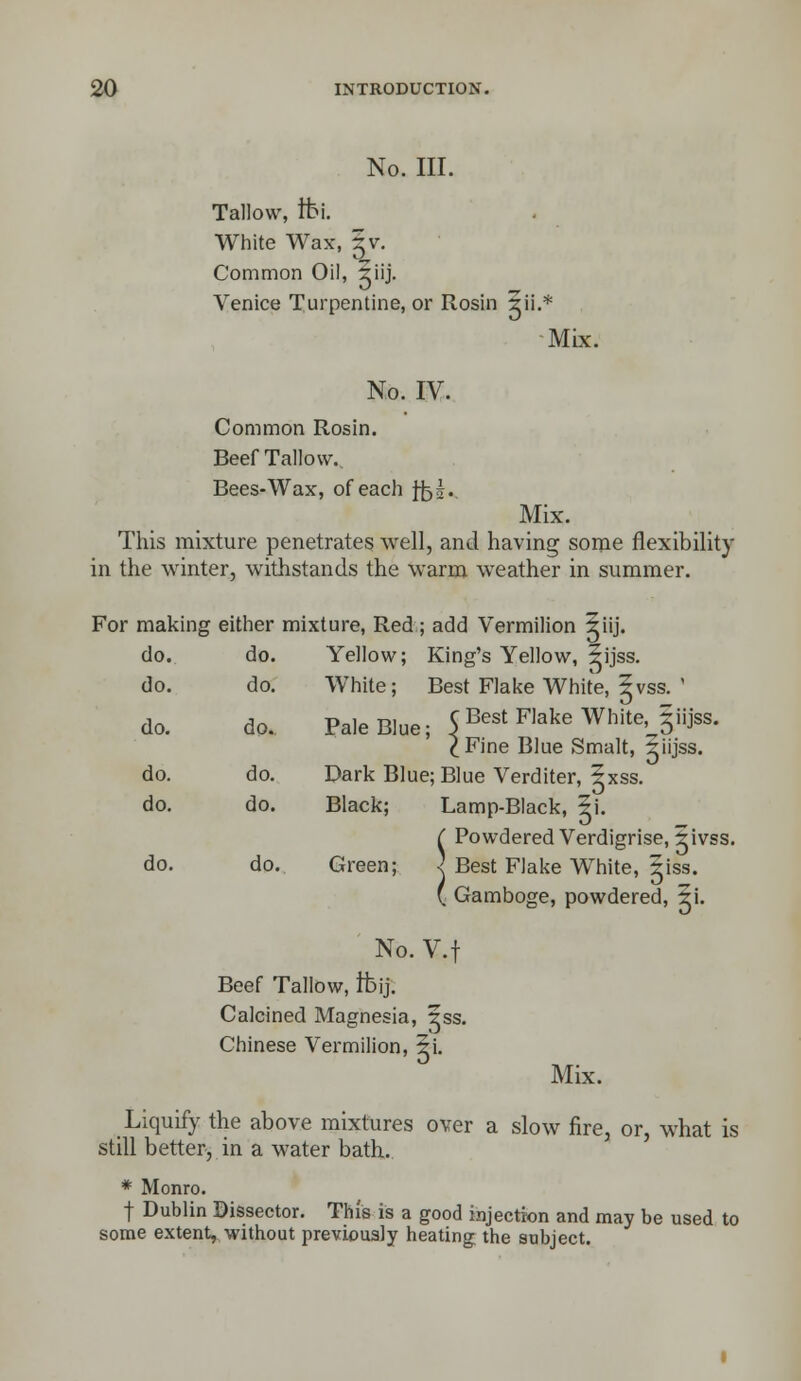 20 INTRODUCTION.
No. III.
Tallow, ℔i.
White Wax, ℥v.
Common Oil, ℥iij.
Venice Turpentine, or Rosin ℥ii.*
Mix.
No. IV.
Common Rosin.
Beef Tallow.
Bees-Wax, of each ℔½.
Mix.
This mixture penetrates well, and having some flexibility
in the winter, withstands the warm weather in summer.
For making either mixture, Red; add Vermilion ℥iij.
do. do. Yellow; King's Yellow, ℥ijss.
do. do. White; Best Flake White, ℥vss.
do. do. Pale Blue; { Best Flake White, ℥iijss.
{ Fine Blue Smalt, ℥iijss.
do. do. Dark Blue; Blue Verditer, ℥xss.
do. do. Black; Lamp-Black, ℥i.
{ Powdered Verdigrise, ℥ivss.
do. do. Green; { Best Flake White, ℥iss.
{ Gamboge, powdered, ℥i.
No. V.†
Beef Tallow, ℔ij.
Calcined Magnesia, ℥ss.
Chinese Vermilion, ℥i.
Mix.
Liquify the above mixtures over a slow fire, or, what is
still better, in a water bath.
* Monro.
† Dublin Dissector. This is a good injection and may be used to
some extent, without previously heating the subject.